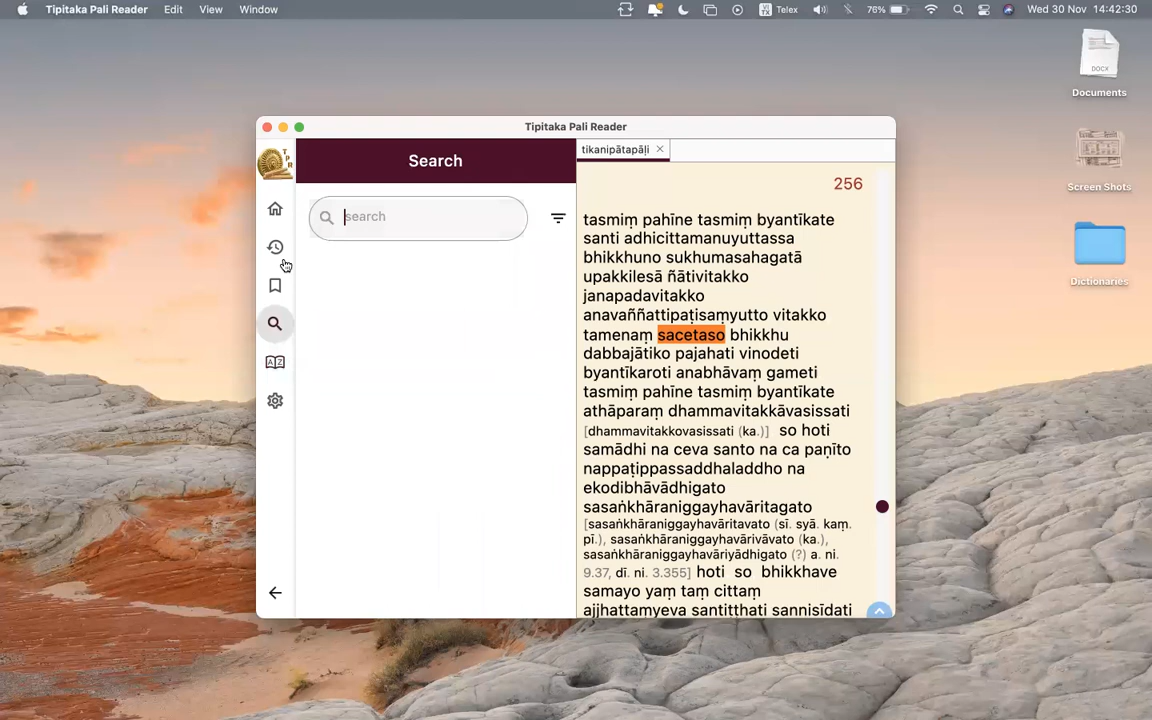 Tipitaka Pali Reader Edit View Window
VI TX Telex 76% Wed 30 Nov 14:42:30
DOCX
Documents
Screen Shots
Dictionaries
Tipitaka Pali Reader
T P R
Search
search
A Z
tikanipātapāḷi ×
256
tasmiṃ pahīne tasmiṃ byantīkate
santi adhicittamanuyuttassa
bhikkhuno sukhumasahagatā
upakkilesā ñātivitakko
janapadavitakko
anavaññattipaṭisaṃyutto vitakko
tamenaṃ sacetaso bhikkhu
dabbajātiko pajahati vinodeti
byantīkaroti anabhāvaṃ gameti
tasmiṃ pahīne tasmiṃ byantīkate
athāparaṃ dhammavitakkāvasissati
[dhammavitakkovasissati (ka.)] so hoti
samādhi na ceva santo na ca paṇīto
nappaṭippassaddhaladdho na
ekodibhāvādhigato
sasaṅkhāraniggayhavāritagato
[sasaṅkhāraniggayhavāritavato (sī. syā. kaṃ.
pī.), sasaṅkhāraniggayhavārivāvato (ka.),
sasaṅkhāraniggayhavāriyādhigato (?) a. ni.
9.37, dī. ni. 3.355] hoti so bhikkhave
samayo yaṃ taṃ cittaṃ
ajjhattaṃyeva santiṭṭhati sannisīdati